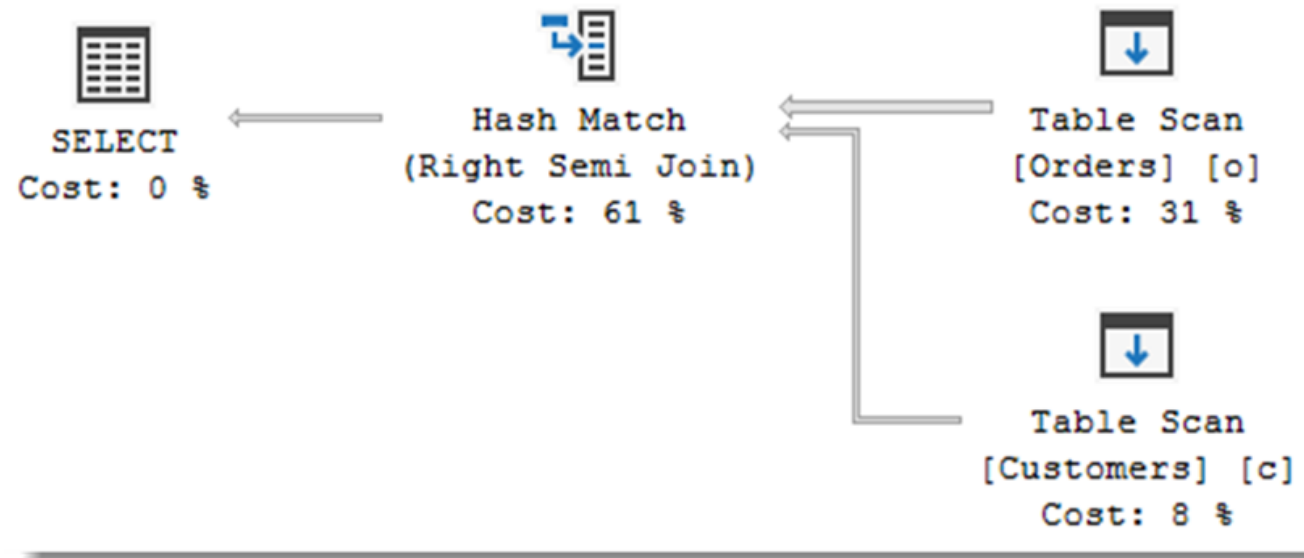 SELECT
Cost: 0 %
Hash Match
(Right Semi Join)
Cost: 61 %
Table Scan
[Orders] [o]
Cost: 31 %
Table Scan
[Customers] [c]
Cost: 8 %